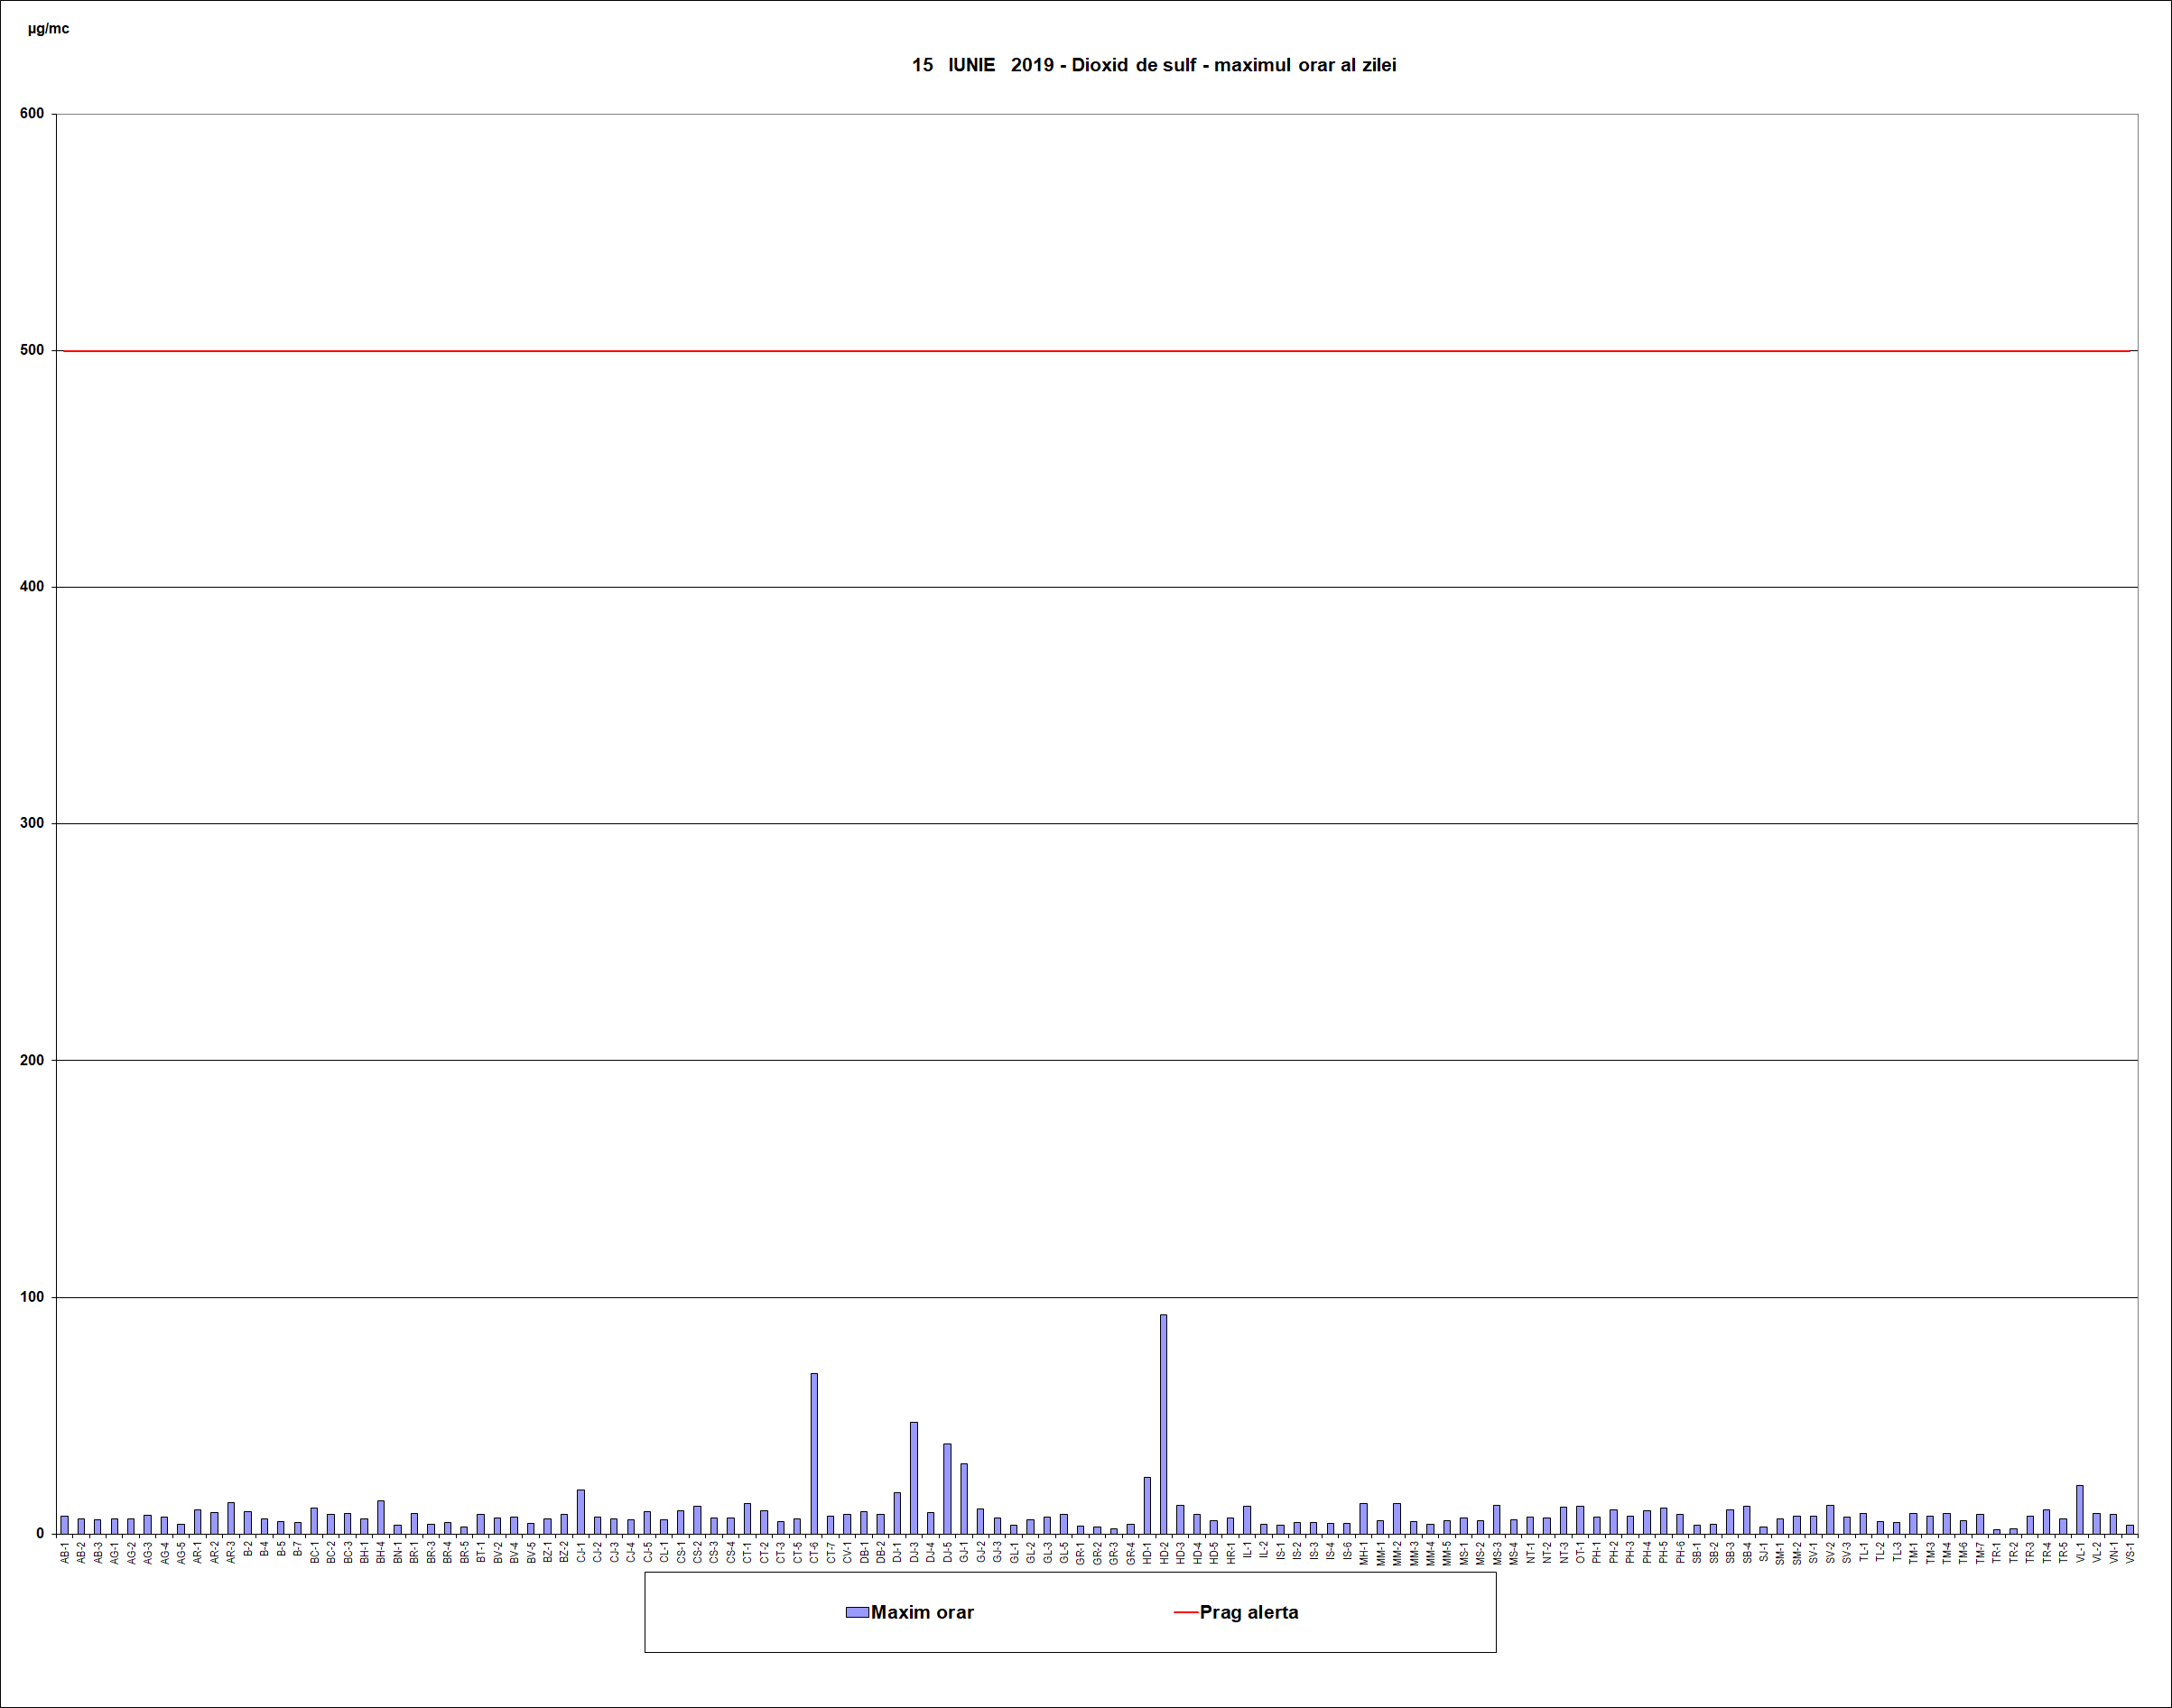 µg/mc
15 IUNIE 2019 - Dioxid de sulf - maximul orar al zilei
600
500
400
300
200
100
0
AB-1 AB-2 AB-3 AG-1 AG-2 AG-3 AG-4 AG-5 AR-1 AR-2 AR-3 B-2 B-4 B-5 B-7 BC-1 BC-2 BC-3 BH-1 BH-4 BN-1 BR-1 BR-3 BR-4 BR-5 BT-1 BV-2 BV-4 BV-5 BZ-1 BZ-2 CJ-1 CJ-2 CJ-3 CJ-4 CJ-5 CL-1 CS-1 CS-2 CS-3 CS-4 CT-1 CT-2 CT-3 CT-5 CT-6 CT-7 CV-1 DB-1 DB-2 DJ-1 DJ-3 DJ-4 DJ-5 GJ-1 GJ-2 GJ-3 GL-1 GL-2 GL-3 GL-5 GR-1 GR-2 GR-3 GR-4 HD-1 HD-2 HD-3 HD-4 HD-5 HR-1 IL-1 IL-2 IS-1 IS-2 IS-3 IS-4 IS-6 MH-1 MM-1 MM-2 MM-3 MM-4 MM-5 MS-1 MS-2 MS-3 MS-4 NT-1 NT-2 NT-3 OT-1 PH-1 PH-2 PH-3 PH-4 PH-5 PH-6 SB-1 SB-2 SB-3 SB-4 SJ-1 SM-1 SM-2 SV-1 SV-2 SV-3 TL-1 TL-2 TL-3 TM-1 TM-3 TM-4 TM-6 TM-7 TR-1 TR-2 TR-3 TR-4 TR-5 VL-1 VL-2 VN-1 VS-1
Maxim orar Prag alerta